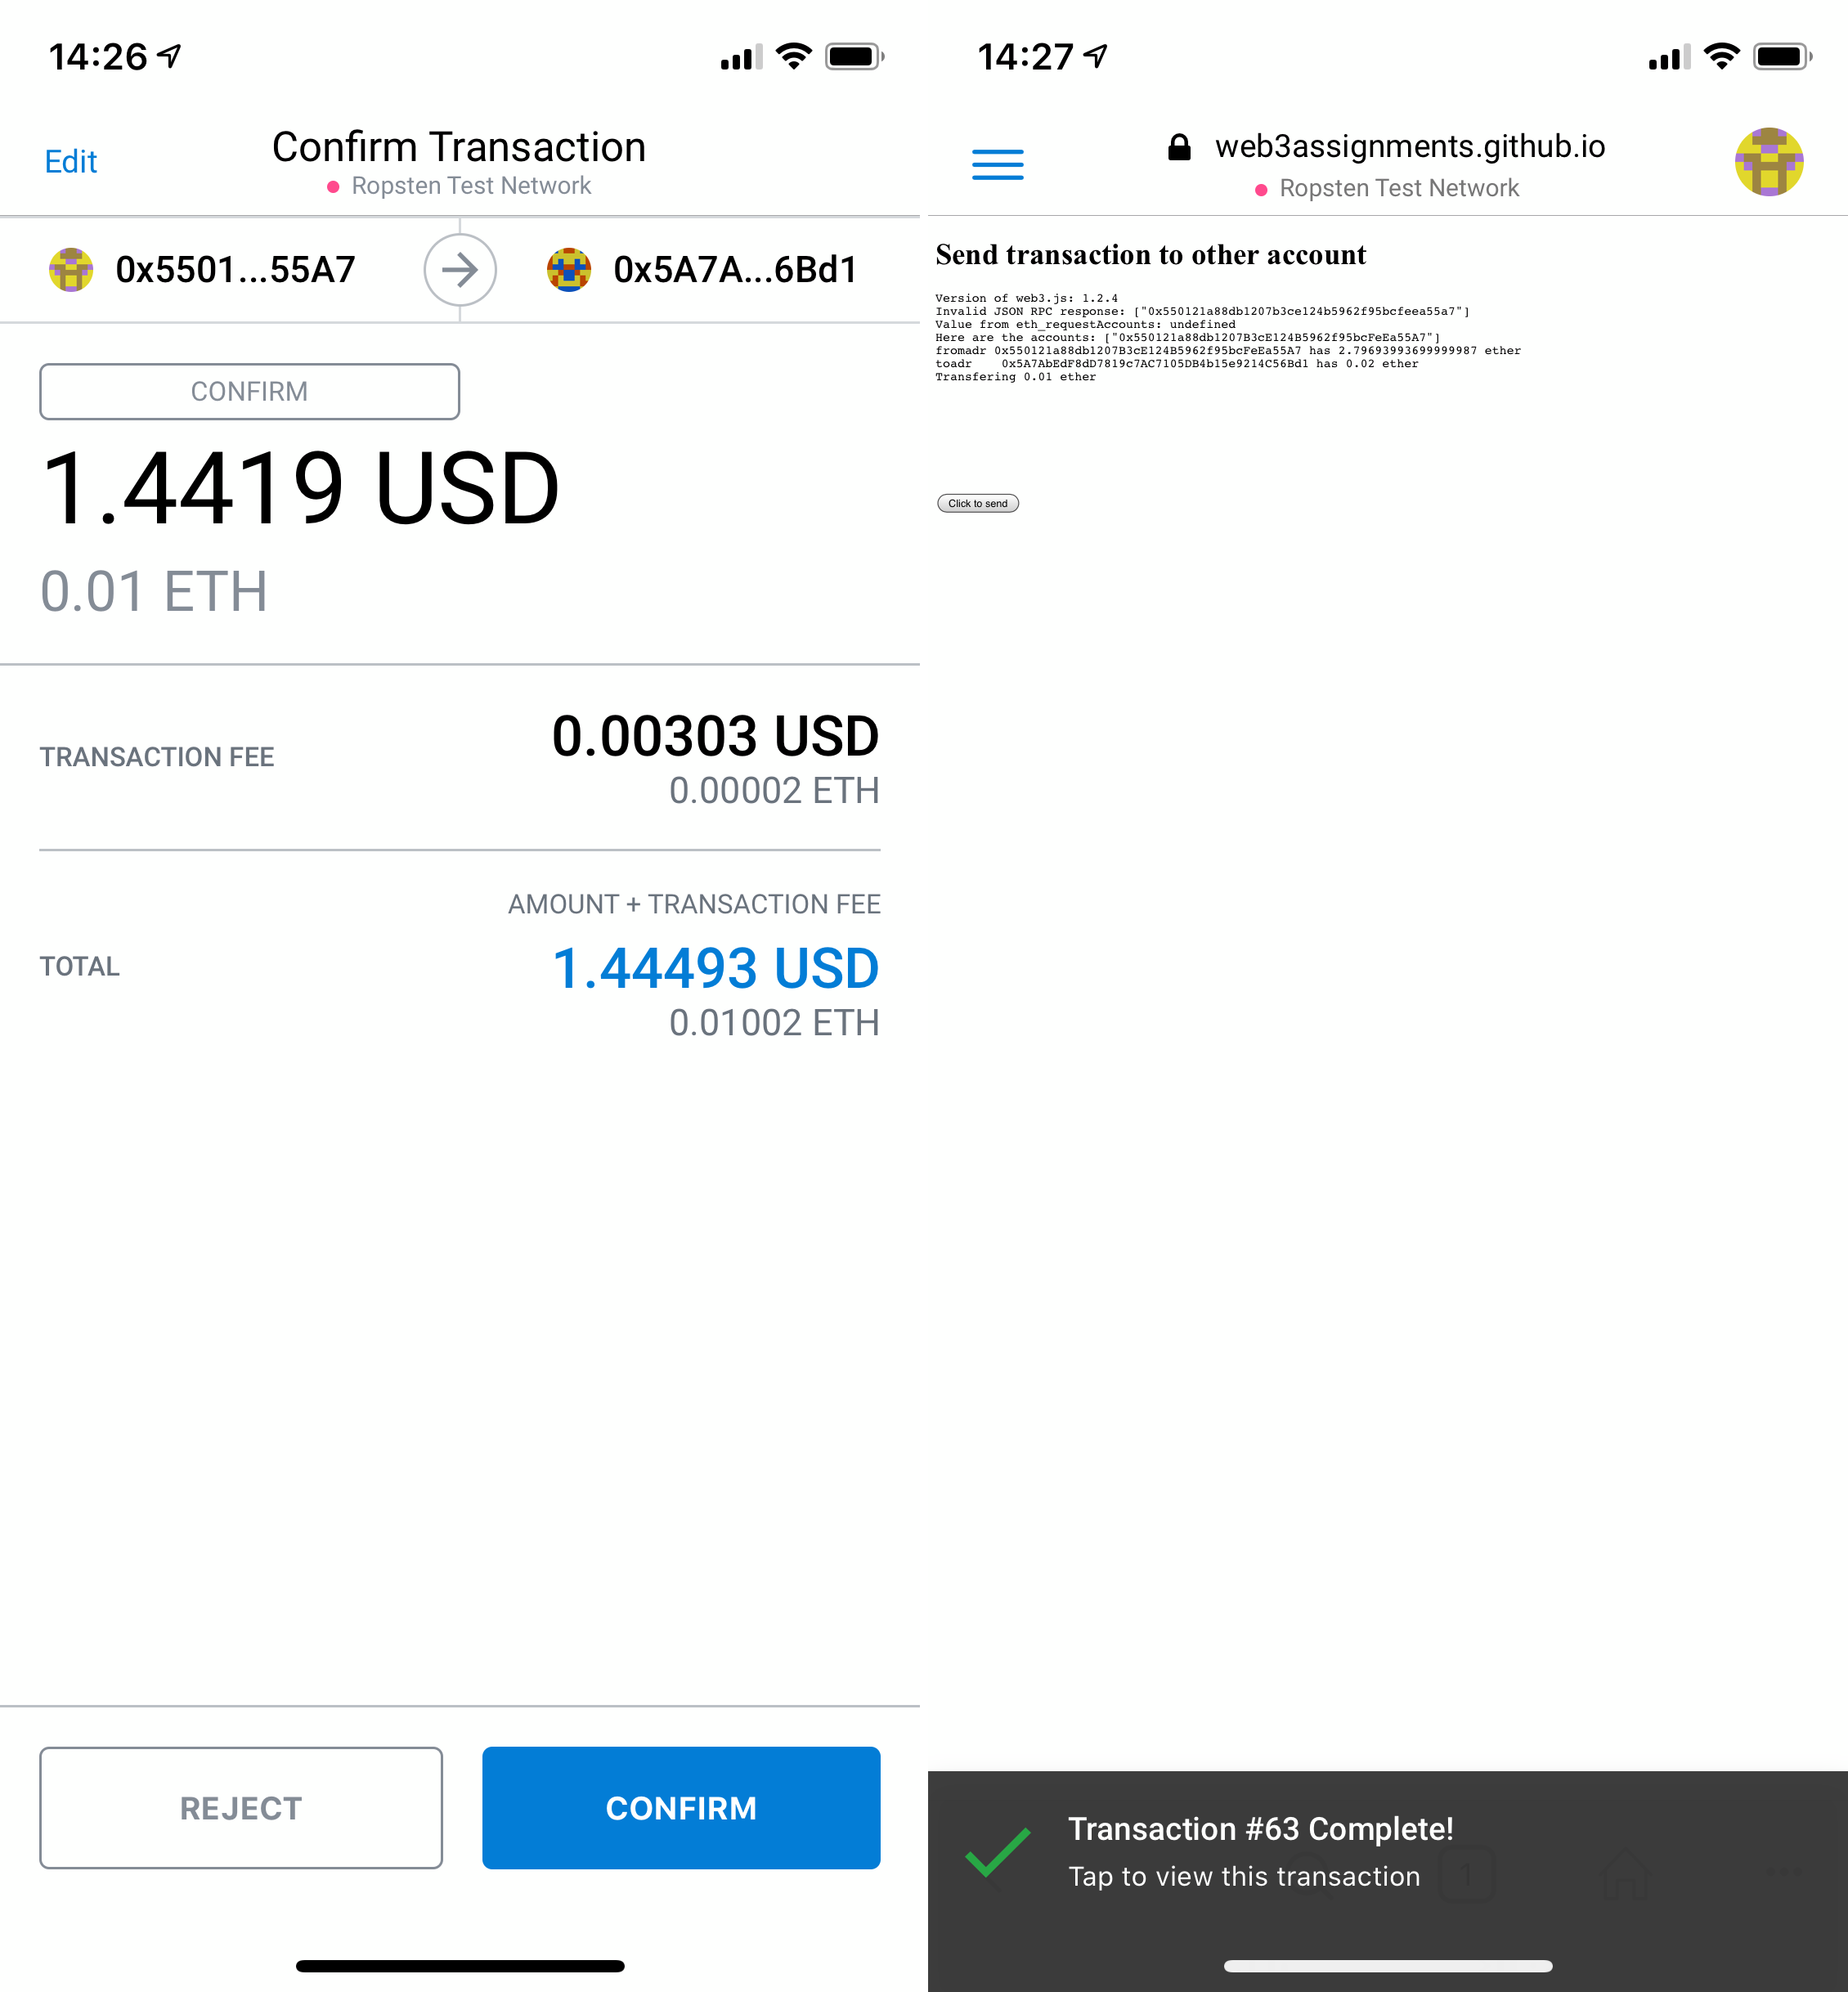 14:26
Edit
Confirm Transaction
Ropsten Test Network
0x5501...55A7
0x5A7A...6Bd1
CONFIRM
1.4419 USD
0.01 ETH
TRANSACTION FEE
0.00303 USD
0.00002 ETH
AMOUNT + TRANSACTION FEE
TOTAL
1.44493 USD
0.01002 ETH
REJECT
CONFIRM
14:27
web3assignments.github.io
Ropsten Test Network
Send transaction to other account
Version of web3.js: 1.2.4
Invalid JSON RPC response: ["0x550121a88db1207b3ce124b5962f95bcfeea55a7"]
Value from eth_requestAccounts: undefined
Here are the accounts: ["0x550121a88db1207B3cE124B5962f95bcFeEa55A7"]
fromadr 0x550121a88db1207B3cE124B5962f95bcFeEa55A7 has 2.79693993699999987 ether
toadr    0x5A7AbEdF8dD7819c7AC7105DB4b15e9214C56Bd1 has 0.02 ether
Transfering 0.01 ether
Click to send
Transaction #63 Complete!
Tap to view this transaction
1